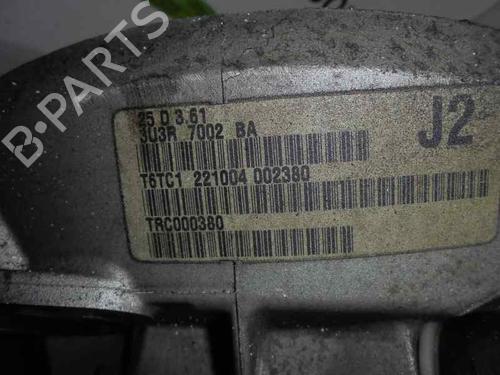 B-PARTS
25 D 3.61
3U3R 7002 BA
J2
T6TC1 221004 002380
TRC000380